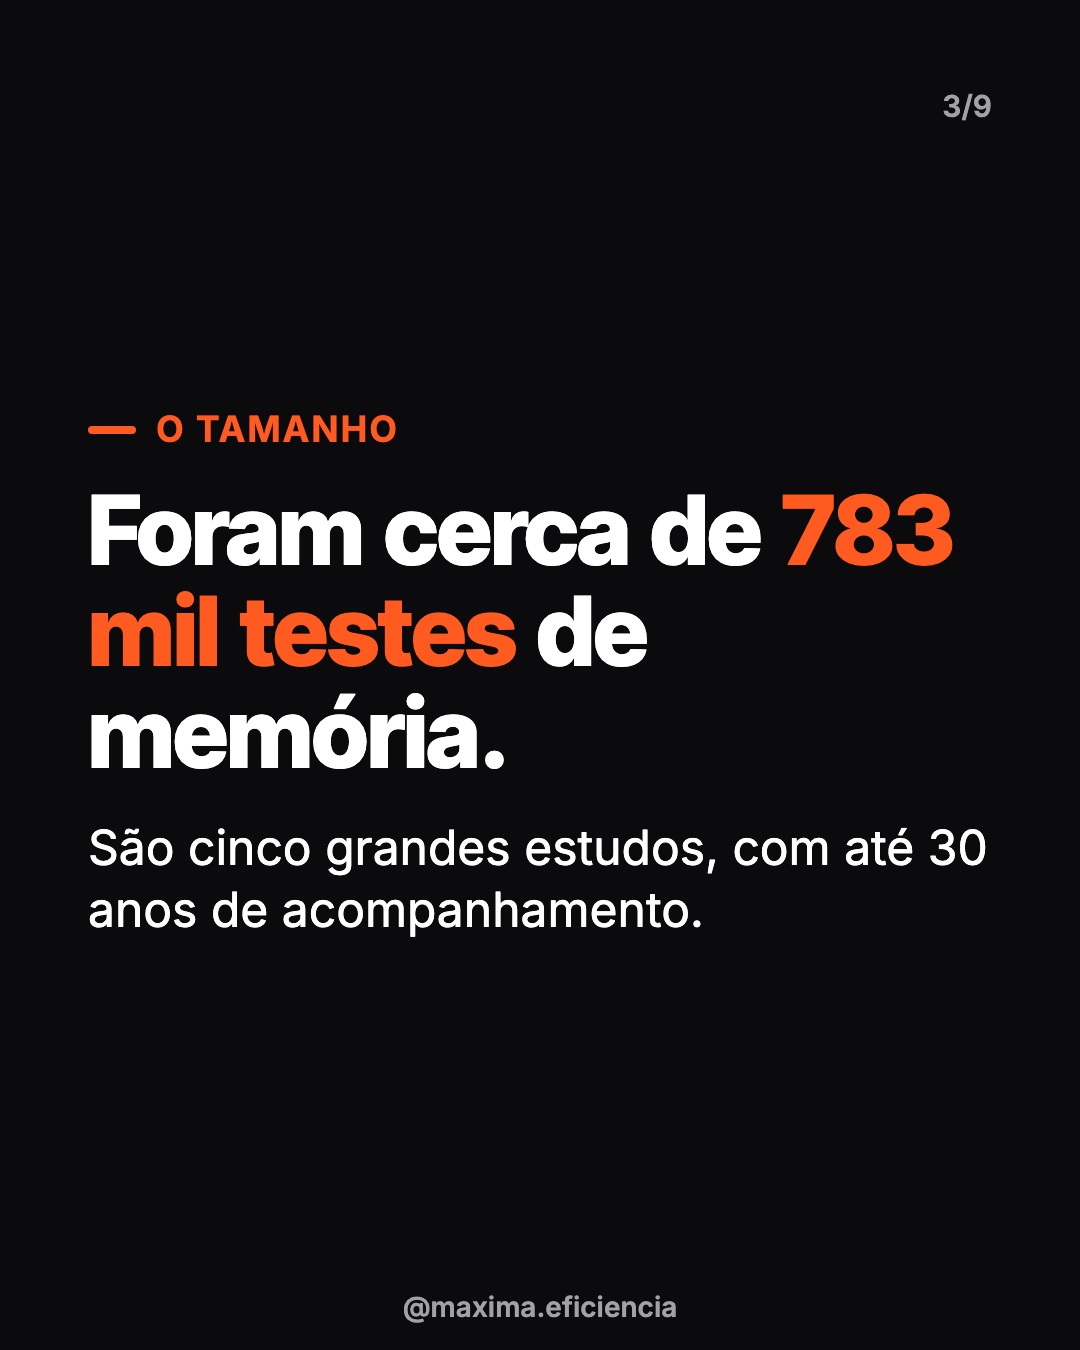 3/9
O TAMANHO
Foram cerca de 783
mil testes de
memória.
São cinco grandes estudos, com até 30
anos de acompanhamento.
@maxima.eficiencia